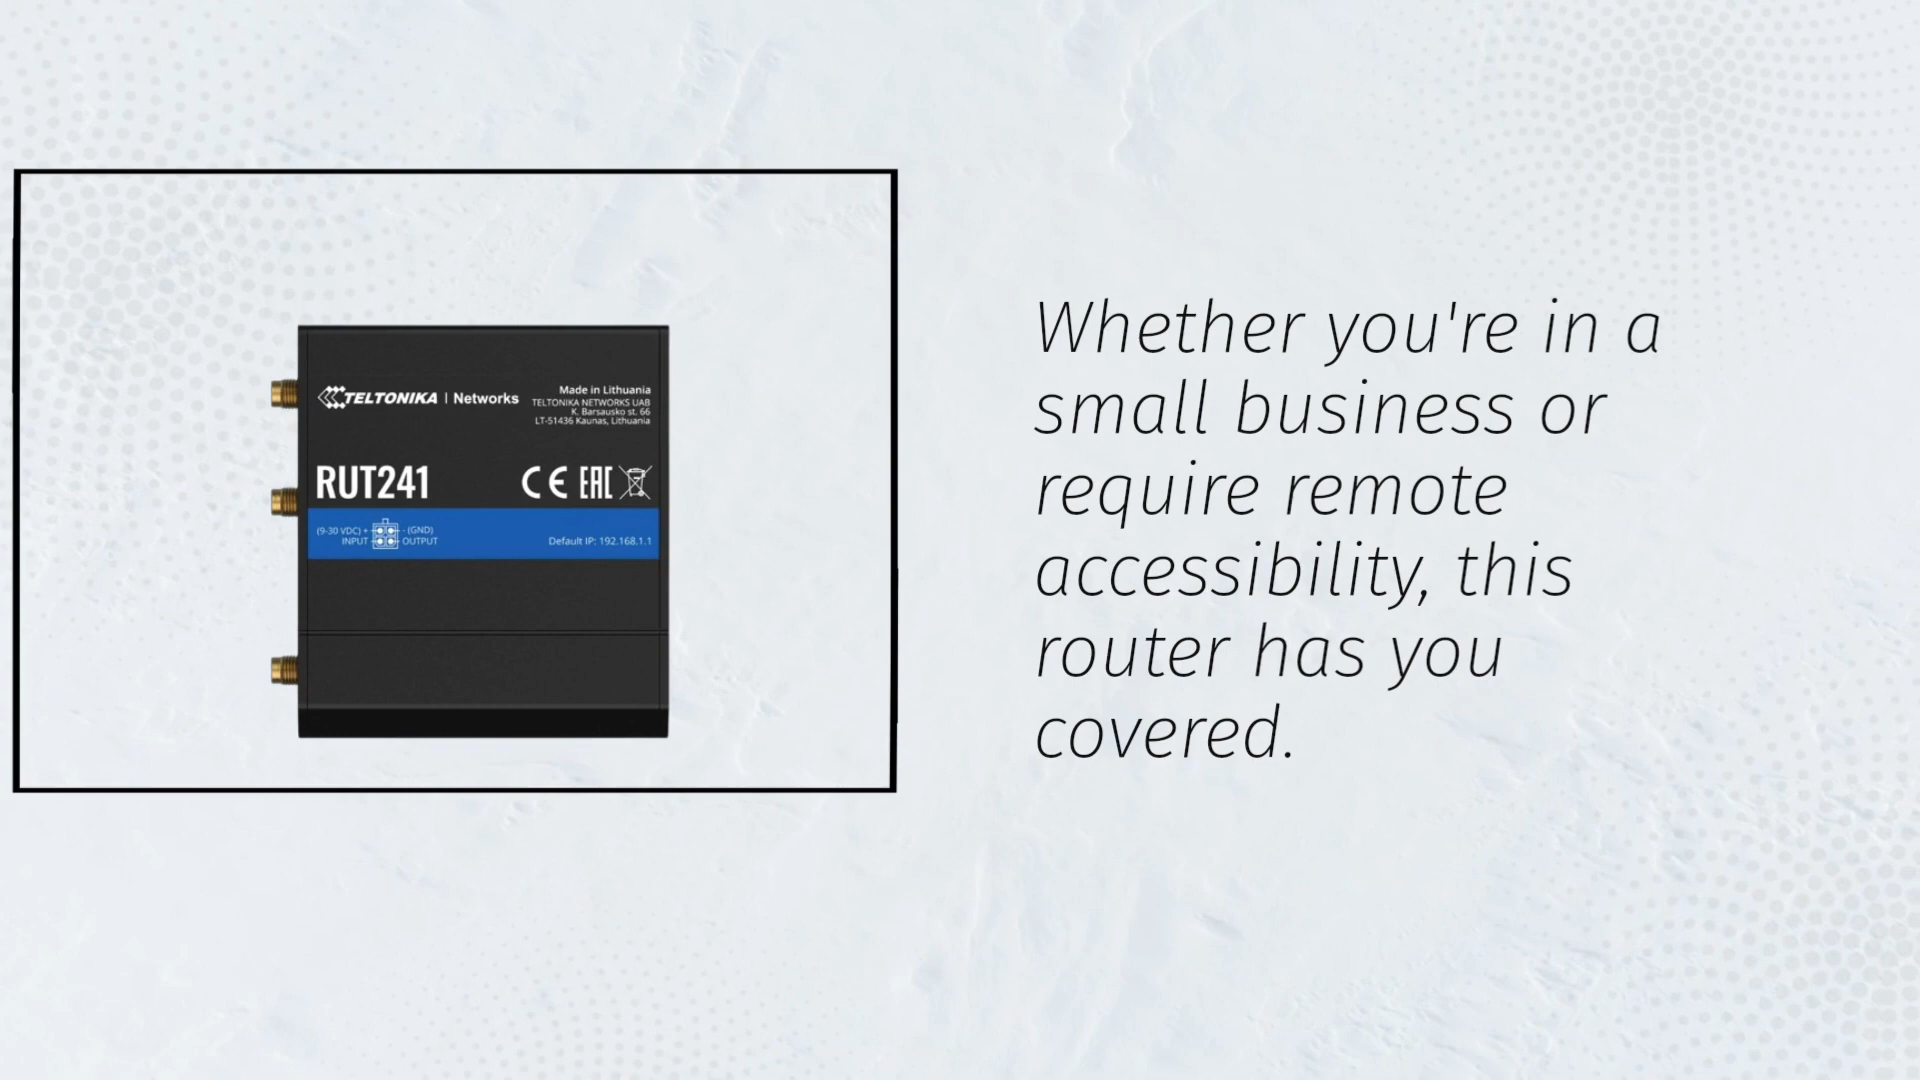 TELTONIKA | Networks
Made in Lithuania
TELTONIKA NETWORKS UAB
K. Barsausko st. 66
LT-51436 Kaunas, Lithuania
RUT241
CE EAC
(9-30 VDC) + - (GND)
INPUT OUTPUT
Default IP: 192.168.1.1
Whether you're in a
small business or
require remote
accessibility, this
router has you
covered.